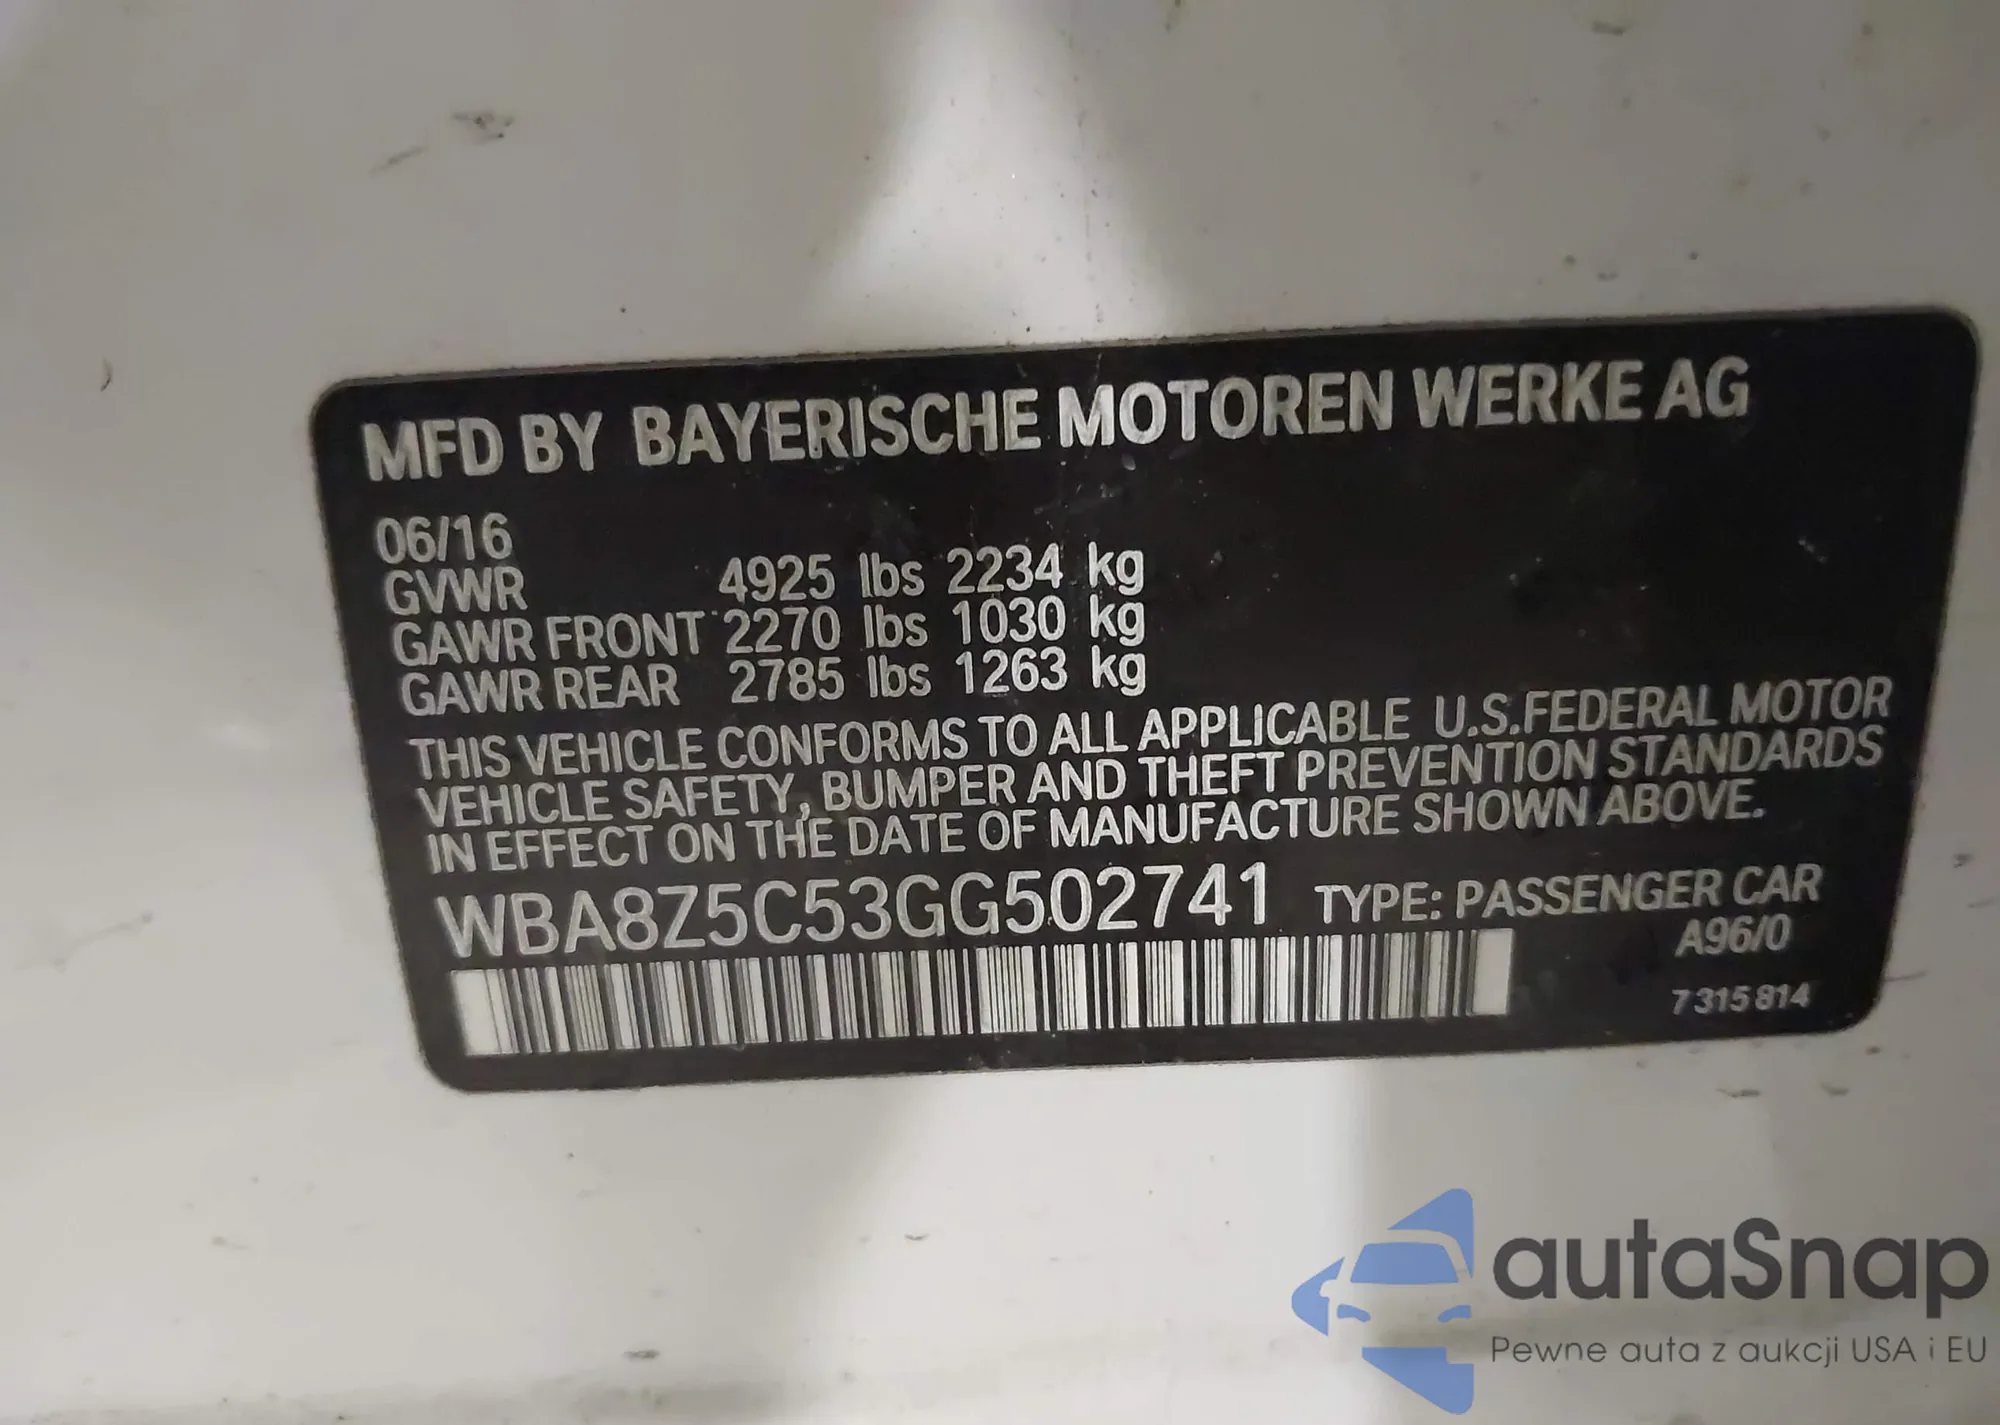 MFD BY BAYERISCHE MOTOREN WERKE AG
06/16
GVWR 4925 lbs 2234 kg
GAWR FRONT 2270 lbs 1030 kg
GAWR REAR 2785 lbs 1263 kg
THIS VEHICLE CONFORMS TO ALL APPLICABLE U.S.FEDERAL MOTOR
VEHICLE SAFETY, BUMPER AND THEFT PREVENTION STANDARDS
IN EFFECT ON THE DATE OF MANUFACTURE SHOWN ABOVE.
WBA8Z5C53GG502741 TYPE: PASSENGER CAR
A96/0
7 315 814
autaSnap
Pewne auta z aukcji USA i EU